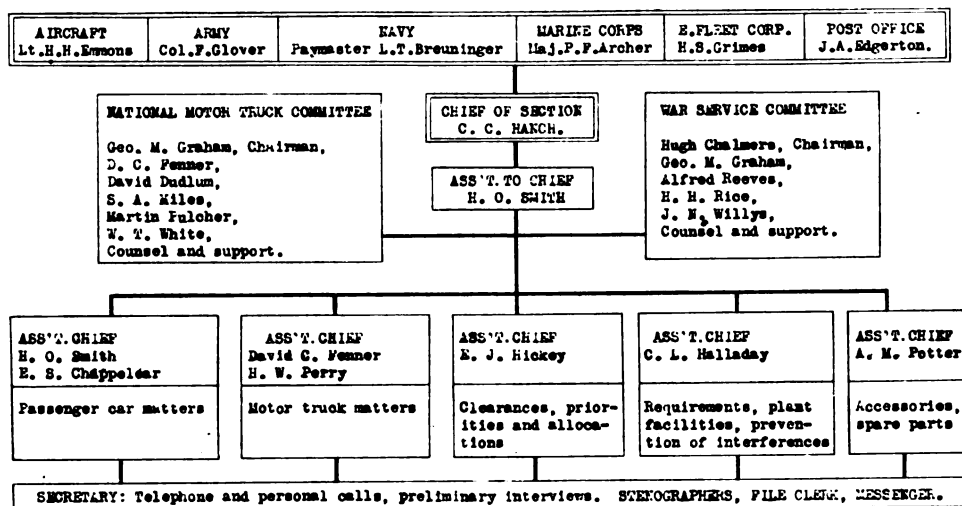 AIRCRAFT
Lt.H.H.Emmons
ARMY
Col.F.Glover
NAVY
Paymaster L.T.Breuninger
MARINE CORPS
Maj.P.F.Archer
E.FLEET CORP.
H.S.Grimes
POST OFFICE
J.A.Edgerton.
NATIONAL MOTOR TRUCK COMMITTEE
Geo. M. Graham, Chairman,
D. C. Fenner,
David Dudlum,
S. A. Miles,
Martin Fulcher,
W. T. White,
Counsel and support.
CHIEF OF SECTION
C. C. HANCH.
ASS'T. TO CHIEF
H. O. SMITH
WAR SERVICE COMMITTEE
Hugh Chalmers, Chairman,
Geo. M. Graham,
Alfred Reeves,
H. H. Rice,
J. N. Willys,
Counsel and support.
ASS'T. CHIEF
H. O. Smith
E. S. Chappelear
Passenger car matters
ASS'T. CHIEF
David C. Fenner
H. W. Perry
Motor truck matters
ASS'T. CHIEF
E. J. Hickey
Clearances, prior-
ities and alloca-
tions
ASS'T. CHIEF
C. L. Halladay
Requirements, plant
facilities, preven-
tion of interferences
ASS'T. CHIEF
A. M. Potter
Accessories,
spare parts
SECRETARY: Telephone and personal calls, preliminary interviews. STENOGRAPHERS, FILE CLERK, MESSENGER.